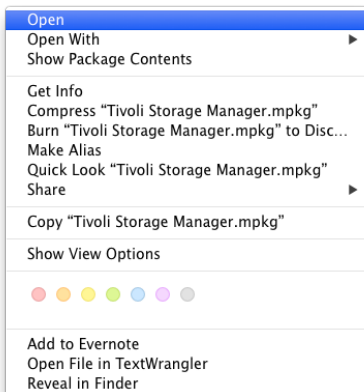 Open
Open With
Show Package Contents
Get Info
Compress “Tivoli Storage Manager.mpkg”
Burn “Tivoli Storage Manager.mpkg” to Disc...
Make Alias
Quick Look “Tivoli Storage Manager.mpkg”
Share
Copy “Tivoli Storage Manager.mpkg”
Show View Options
Add to Evernote
Open File in TextWrangler
Reveal in Finder